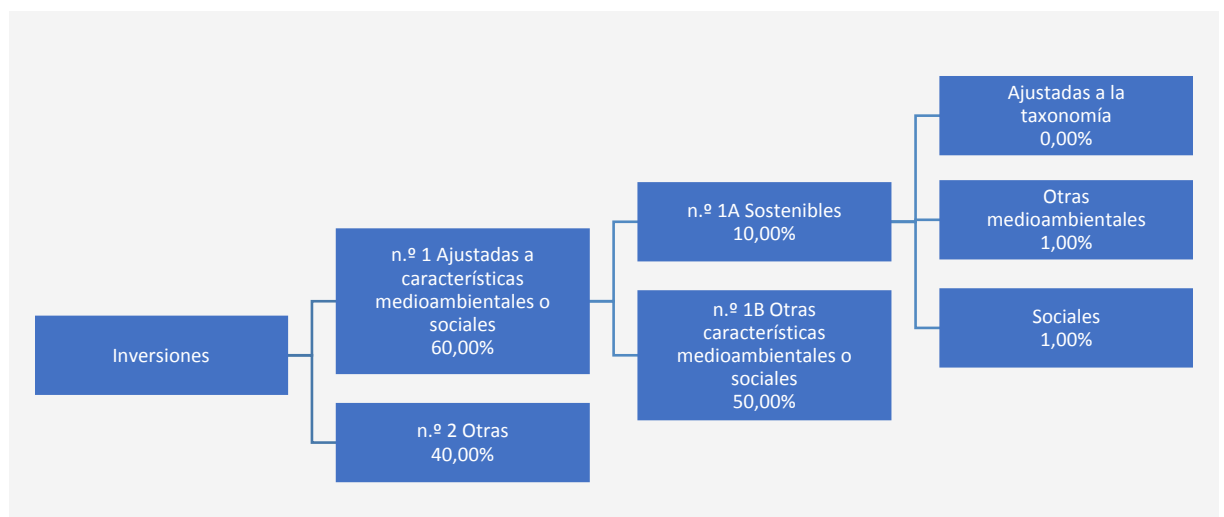 Inversiones
n.º 1 Ajustadas a
características
medioambientales o
sociales
60,00%
n.º 2 Otras
40,00%
n.º 1A Sostenibles
10,00%
n.º 1B Otras
características
medioambientales o
sociales
50,00%
Ajustadas a la
taxonomía
0,00%
Otras
medioambientales
1,00%
Sociales
1,00%